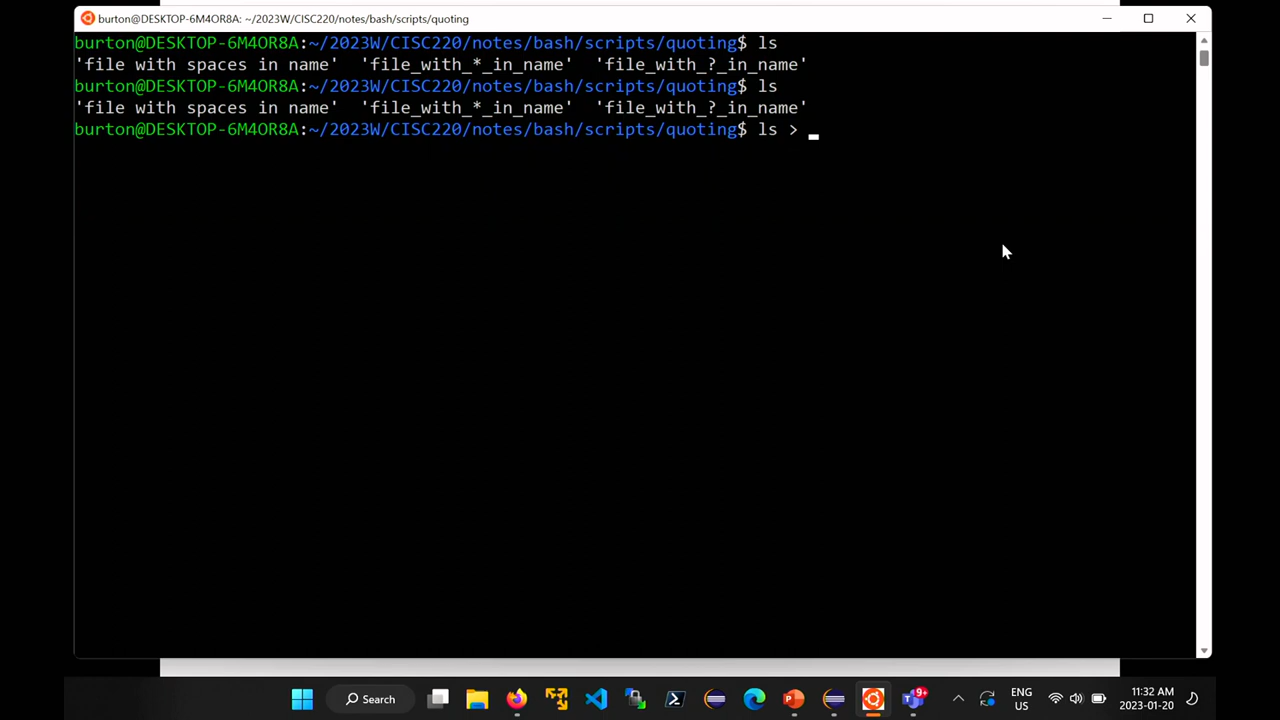 burton@DESKTOP-6M4OR8A: ~/2023W/CISC220/notes/bash/scripts/quoting
burton@DESKTOP-6M4OR8A:~/2023W/CISC220/notes/bash/scripts/quoting$ ls
'file with spaces in name'  'file_with_*_in_name'  'file_with_?_in_name'
burton@DESKTOP-6M4OR8A:~/2023W/CISC220/notes/bash/scripts/quoting$ ls
'file with spaces in name'  'file_with_*_in_name'  'file_with_?_in_name'
burton@DESKTOP-6M4OR8A:~/2023W/CISC220/notes/bash/scripts/quoting$ ls >
Search
9+
ENG
US
11:32 AM
2023-01-20